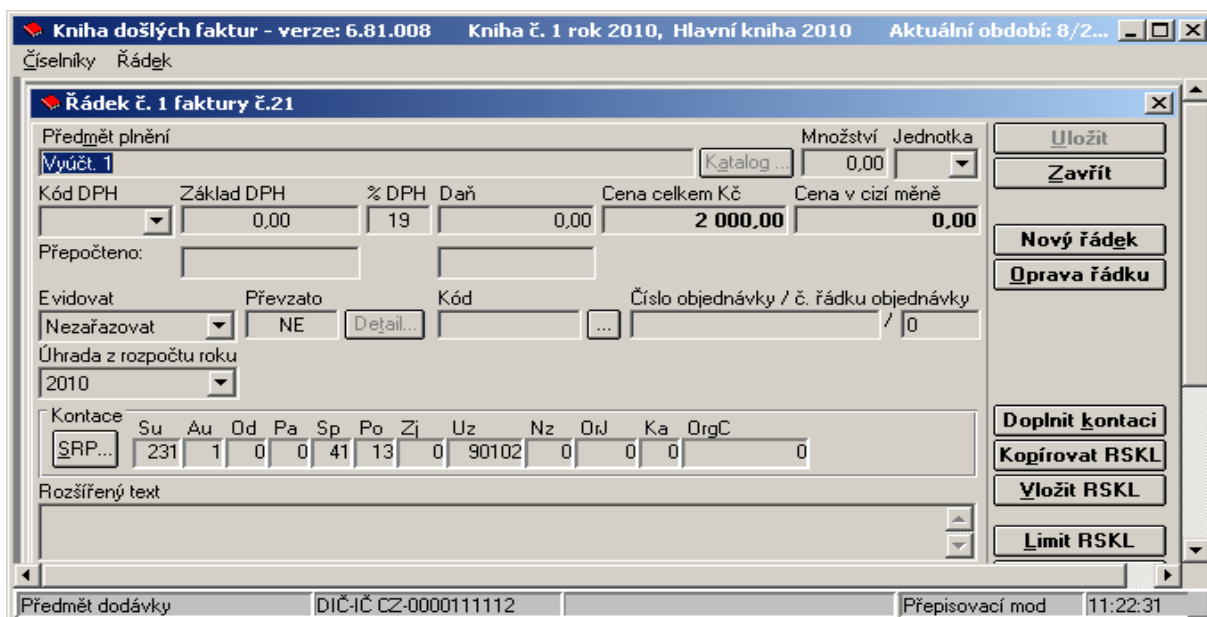 Kniha došlých faktur - verze: 6.81.008 Kniha č. 1 rok 2010, Hlavní kniha 2010 Aktuální období: 8/2...
Číselníky Řádek
Řádek č. 1 faktury č.21
Předmět plnění Množství Jednotka Uložit
Vyúčt. 1 Katalog ... 0,00 Zavřít
Kód DPH Základ DPH % DPH Daň Cena celkem Kč Cena v cizí měně
0,00 19 0,00 2 000,00 0,00
Nový řádek
Přepočteno:
Oprava řádku
Evidovat Převzato Kód Číslo objednávky / č. řádku objednávky
Nezařazovat NE Detail... ... / 0
Úhrada z rozpočtu roku
2010
Kontace Doplnit kontaci
Su Au Od Pa Sp Po Zj Uz Nz OrJ Ka OrgC
SRP... 231 1 0 0 41 13 0 90102 0 0 0 0 Kopírovat RSKL
Rozšířený text Vložit RSKL
Limit RSKL
Předmět dodávky DIČ-IČ CZ-0000111112 Přepisovací mod 11:22:31